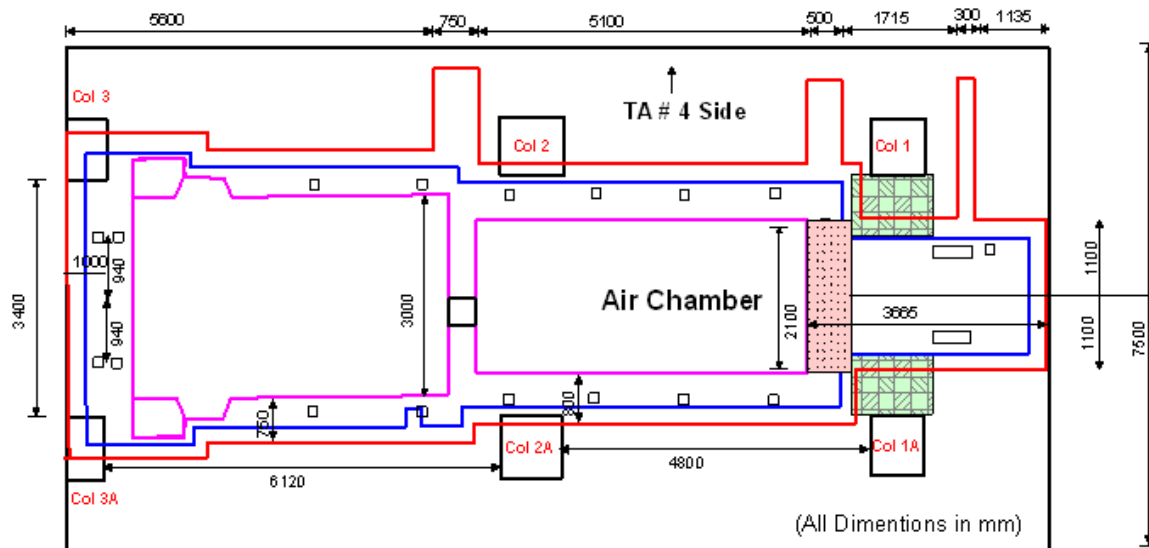 5600
750
5100
500
1715
300
1135
Col 3
TA # 4 Side
Col 2
Col 1
1000
940
3400
940
3000
Air Chamber
2100
3665
1100
1100
7500
750
800
Col 2A
Col 1A
4800
6120
Col 3A
(All Dimentions in mm)